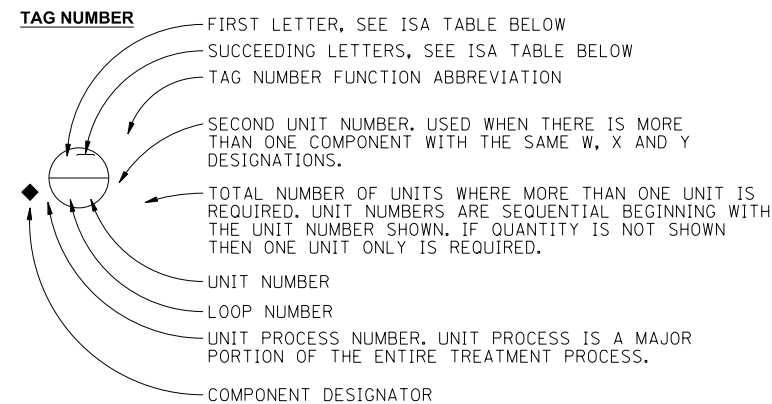 TAG NUMBER
FIRST LETTER, SEE ISA TABLE BELOW
SUCCEEDING LETTERS, SEE ISA TABLE BELOW
TAG NUMBER FUNCTION ABBREVIATION
SECOND UNIT NUMBER. USED WHEN THERE IS MORE
THAN ONE COMPONENT WITH THE SAME W, X AND Y
DESIGNATIONS.
TOTAL NUMBER OF UNITS WHERE MORE THAN ONE UNIT IS
REQUIRED. UNIT NUMBERS ARE SEQUENTIAL BEGINNING WITH
THE UNIT NUMBER SHOWN. IF QUANTITY IS NOT SHOWN
THEN ONE UNIT ONLY IS REQUIRED.
UNIT NUMBER
LOOP NUMBER
UNIT PROCESS NUMBER. UNIT PROCESS IS A MAJOR
PORTION OF THE ENTIRE TREATMENT PROCESS.
COMPONENT DESIGNATOR